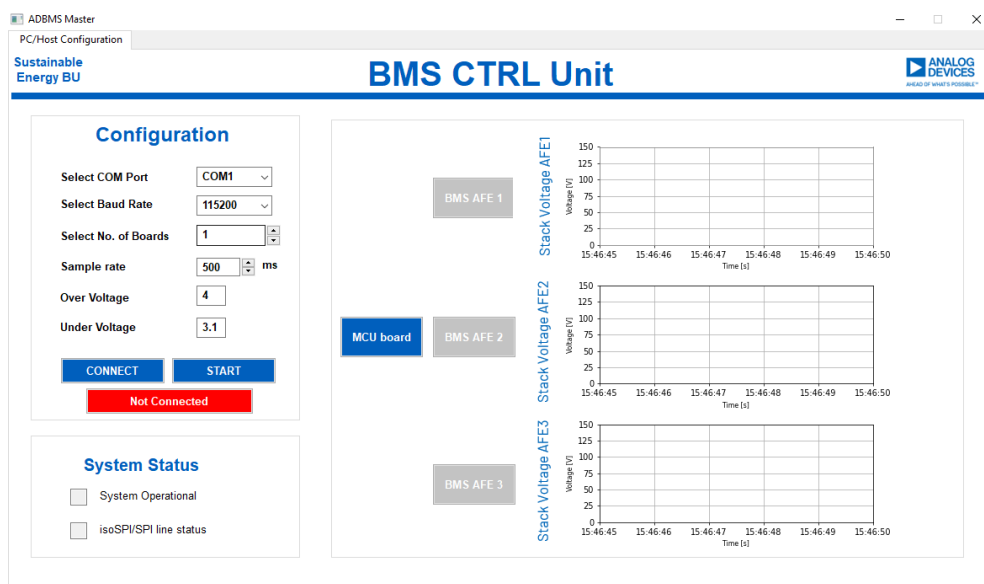 ADBMS Master
PC/Host Configuration
Sustainable
Energy BU
BMS CTRL Unit
ANALOG
DEVICES
AHEAD OF WHAT'S POSSIBLE™
Configuration
Select COM Port
COM1
Select Baud Rate
115200
Select No. of Boards
1
Sample rate
500
ms
Over Voltage
4
Under Voltage
3.1
CONNECT
START
Not Connected
System Status
System Operational
isoSPI/SPI line status
MCU board
BMS AFE 1
BMS AFE 2
BMS AFE 3
Stack Voltage AFE1
Voltage [V]
150
125
100
75
50
25
0
15:46:45 15:46:46 15:46:47 15:46:48 15:46:49 15:46:50
Time [s]
Stack Voltage AFE2
Voltage [V]
150
125
100
75
50
25
0
15:46:45 15:46:46 15:46:47 15:46:48 15:46:49 15:46:50
Time [s]
Stack Voltage AFE3
Voltage [V]
150
125
100
75
50
25
0
15:46:45 15:46:46 15:46:47 15:46:48 15:46:49 15:46:50
Time [s]